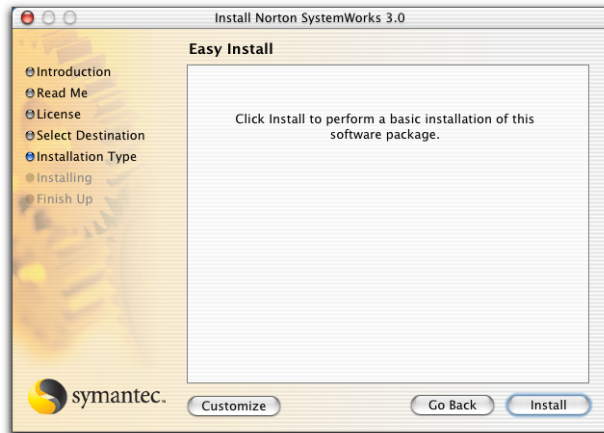 Install Norton SystemWorks 3.0
Easy Install
Introduction
Read Me
License
Select Destination
Installation Type
Installing
Finish Up
Click Install to perform a basic installation of this
software package.
symantec.
Customize
Go Back
Install